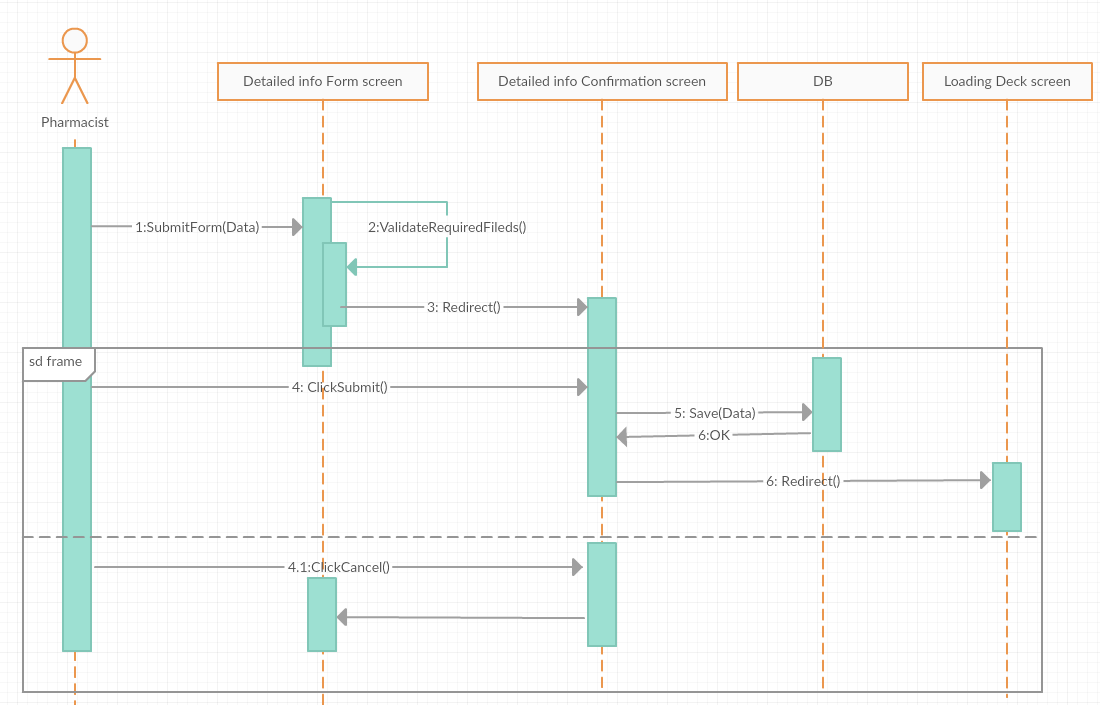 Detailed info Form screen
Detailed info Confirmation screen
DB
Loading Deck screen
Pharmacist
1:SubmitForm(Data)
2:ValidateRequiredFileds()
3: Redirect()
sd frame
4: ClickSubmit()
5: Save(Data)
6:OK
6: Redirect()
4.1:ClickCancel()